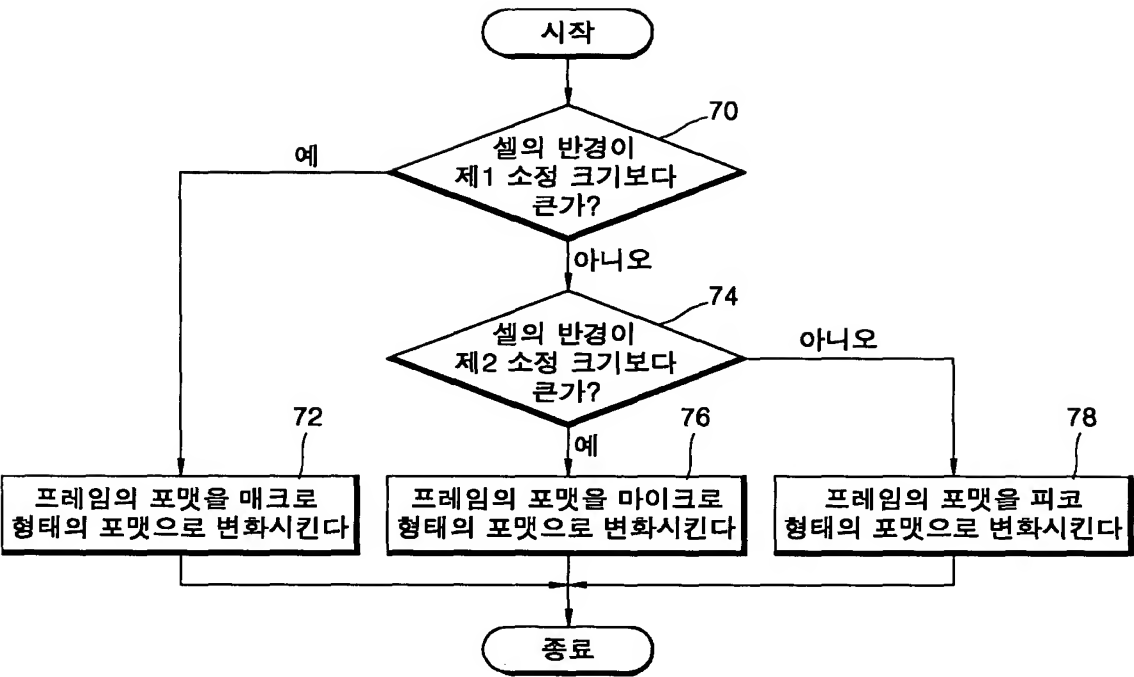 시작
70
셀의 반경이
제1 소정 크기보다
큰가?
예
아니오
74
셀의 반경이
제2 소정 크기보다
큰가?
아니오
예
72
프레임의 포맷을 매크로
형태의 포맷으로 변화시킨다
76
프레임의 포맷을 마이크로
형태의 포맷으로 변화시킨다
78
프레임의 포맷을 피코
형태의 포맷으로 변화시킨다
종료